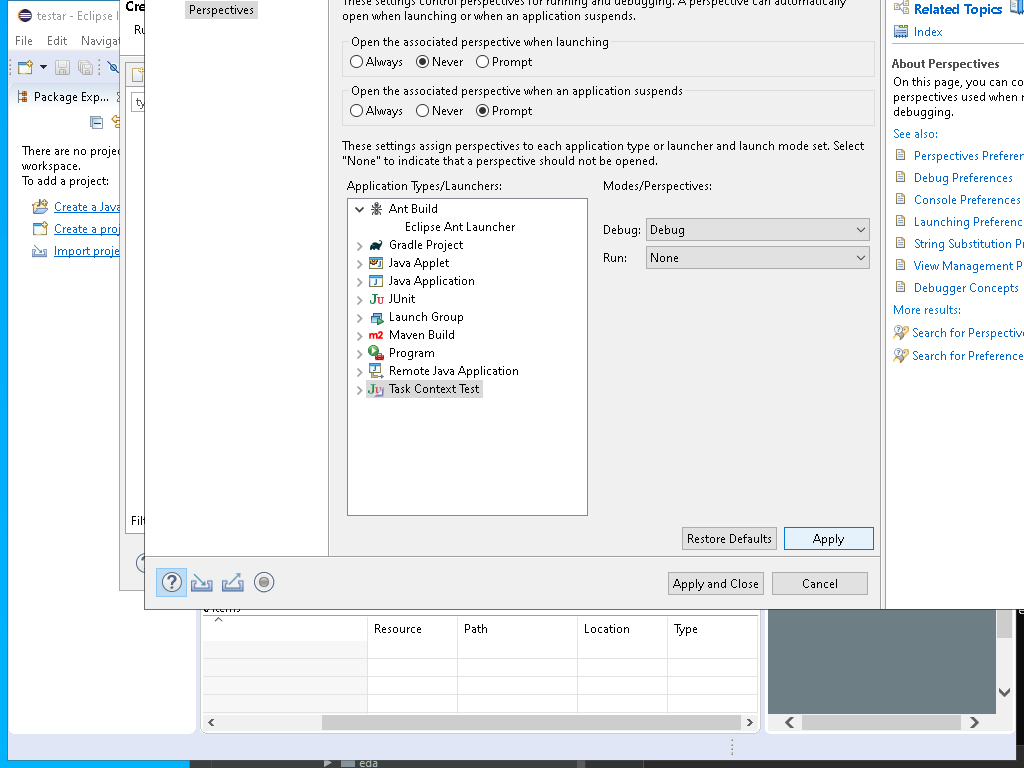 testar - Eclipse I
Cre
File Edit Navigat
Ru
Package Exp...
ty
There are no proje
workspace.
To add a project:
Create a Java
Create a proj
Import proje
Filt
Perspectives
These settings control perspectives for running and debugging. A perspective can automatically
open when launching or when an application suspends.
Open the associated perspective when launching
Always Never Prompt
Open the associated perspective when an application suspends
Always Never Prompt
These settings assign perspectives to each application type or launcher and launch mode set. Select
"None" to indicate that a perspective should not be opened.
Application Types/Launchers:
Modes/Perspectives:
Ant Build
Eclipse Ant Launcher
Gradle Project
Java Applet
Java Application
JUnit
Launch Group
Maven Build
Program
Remote Java Application
Task Context Test
Debug: Debug
Run: None
Restore Defaults Apply
Apply and Close Cancel
Related Topics
Index
About Perspectives
On this page, you can co
perspectives used when r
debugging.
See also:
Perspectives Preferen
Debug Preferences
Console Preferences
Launching Preferenc
String Substitution Pr
View Management P
Debugger Concepts
More results:
Search for Perspective
Search for Preference
Resource Path Location Type
eda